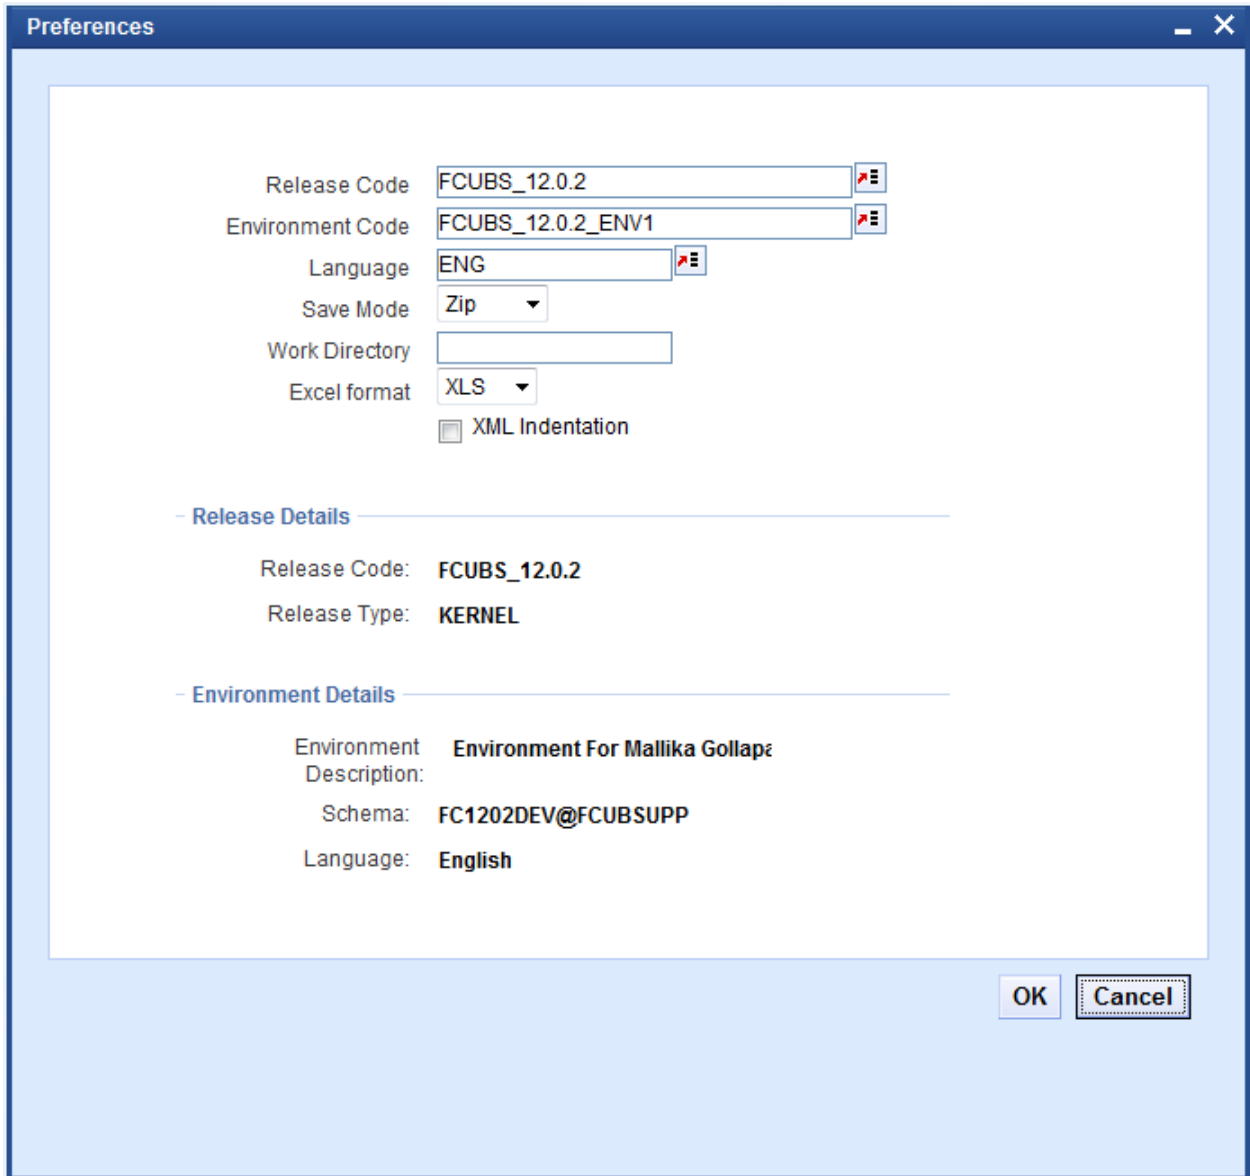 Preferences
Release Code FCUBS_12.0.2
Environment Code FCUBS_12.0.2_ENV1
Language ENG
Save Mode Zip
Work Directory
Excel format XLS
XML Indentation
Release Details
Release Code: FCUBS_12.0.2
Release Type: KERNEL
Environment Details
Environment Environment For Mallika Gollapa
Description:
Schema: FC1202DEV@FCUBSUPP
Language: English
OK Cancel